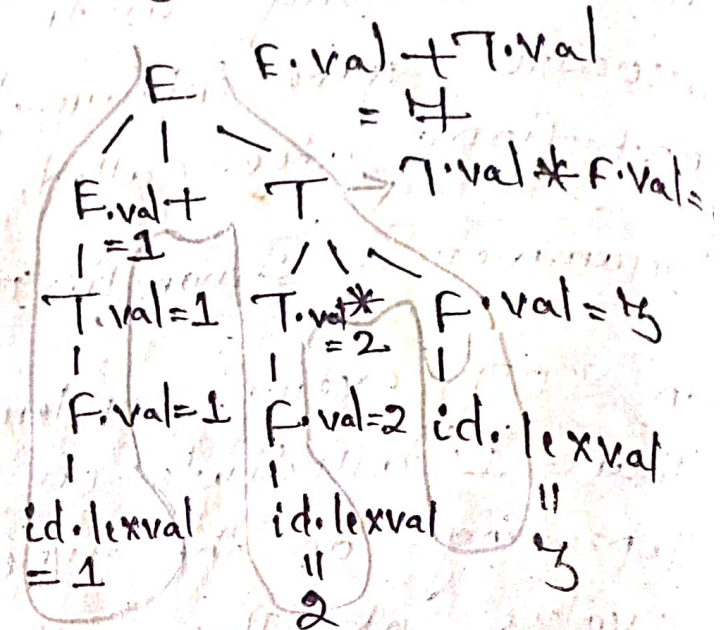 E E.val + T.val
= 7
E.val + T → T.val * F.val =
= 1
T.val=1 T.val * F.val = 3
= 2
F.val=1 F.val=2 id.lexval
id.lexval id.lexval =
= 1 = 3
2